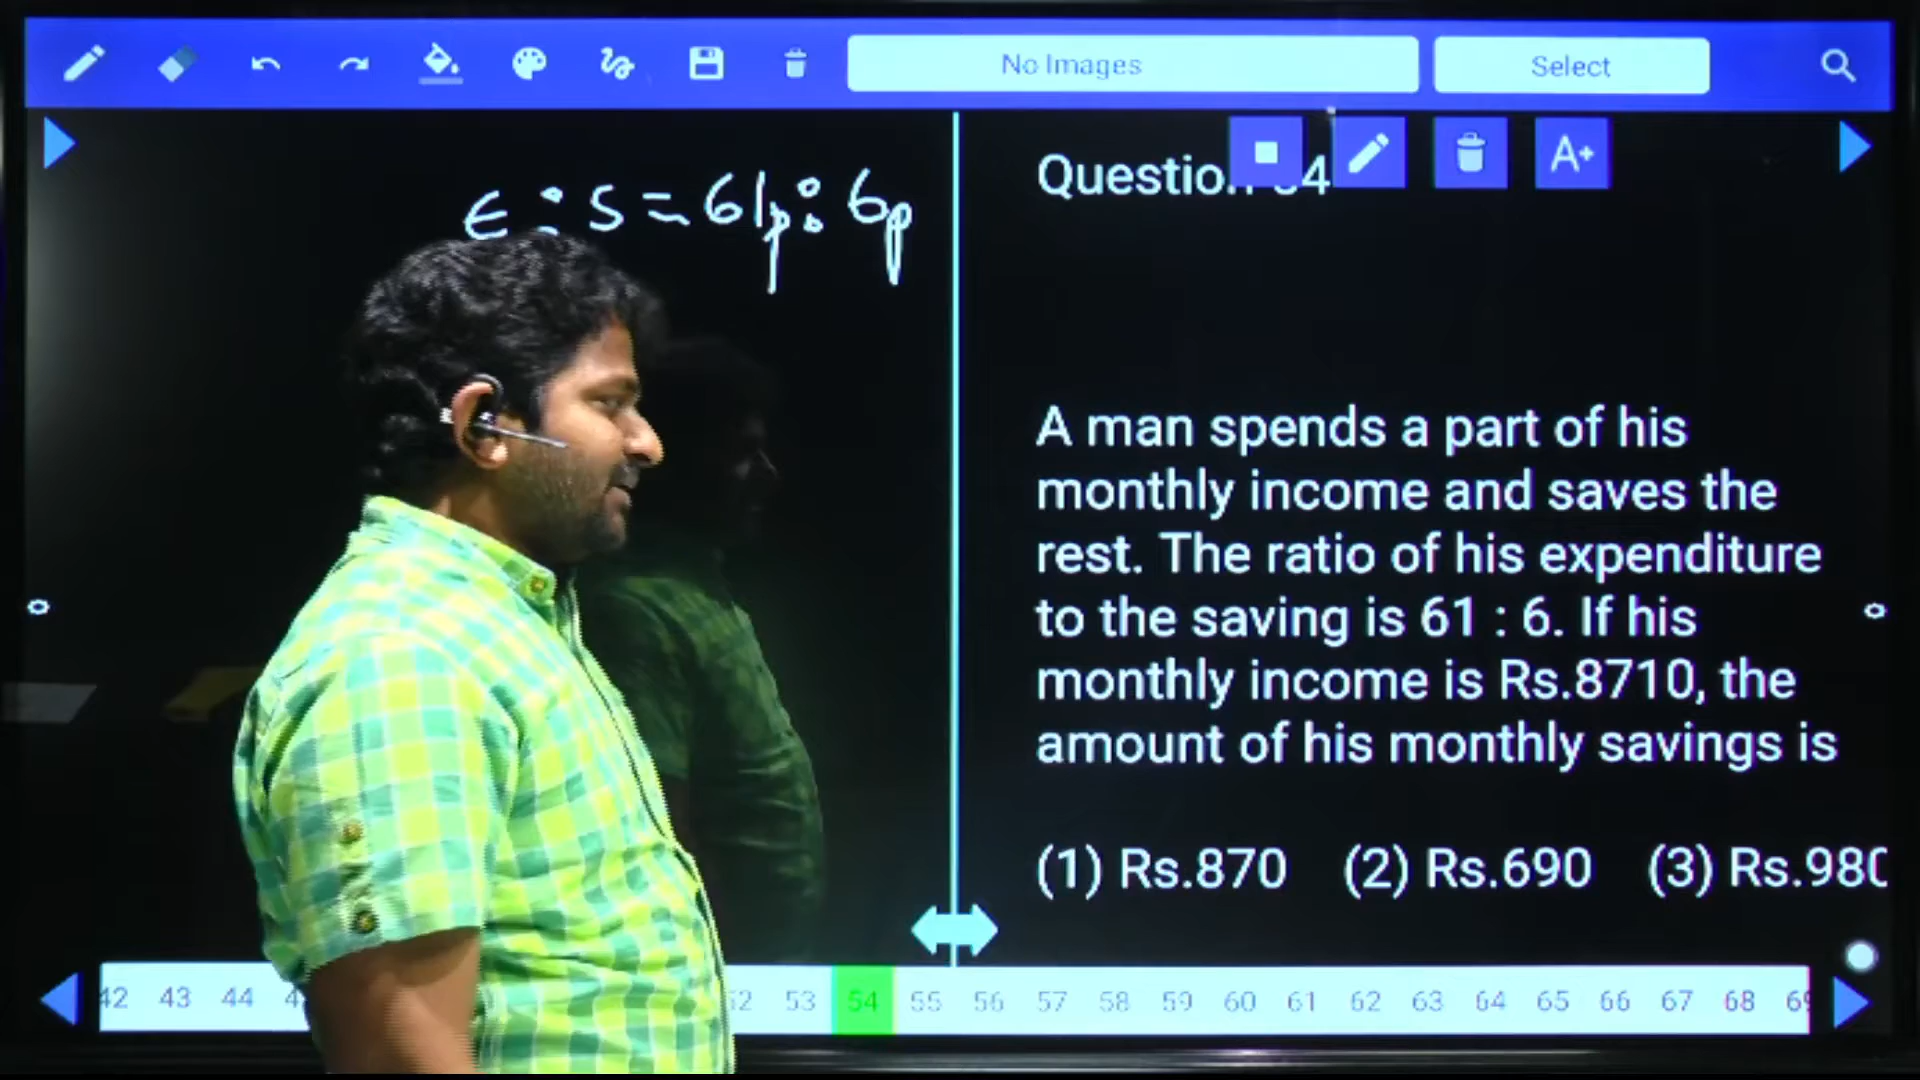 No Images Select
A+
E : S = 61p : 6p
A man spends a part of his
monthly income and saves the
rest. The ratio of his expenditure
to the saving is 61 : 6. If his
monthly income is Rs.8710, the
amount of his monthly savings is
(1) Rs.870 (2) Rs.690 (3) Rs.980
42 43 44 53 54 55 56 57 58 59 60 61 62 63 64 65 66 67 68 69